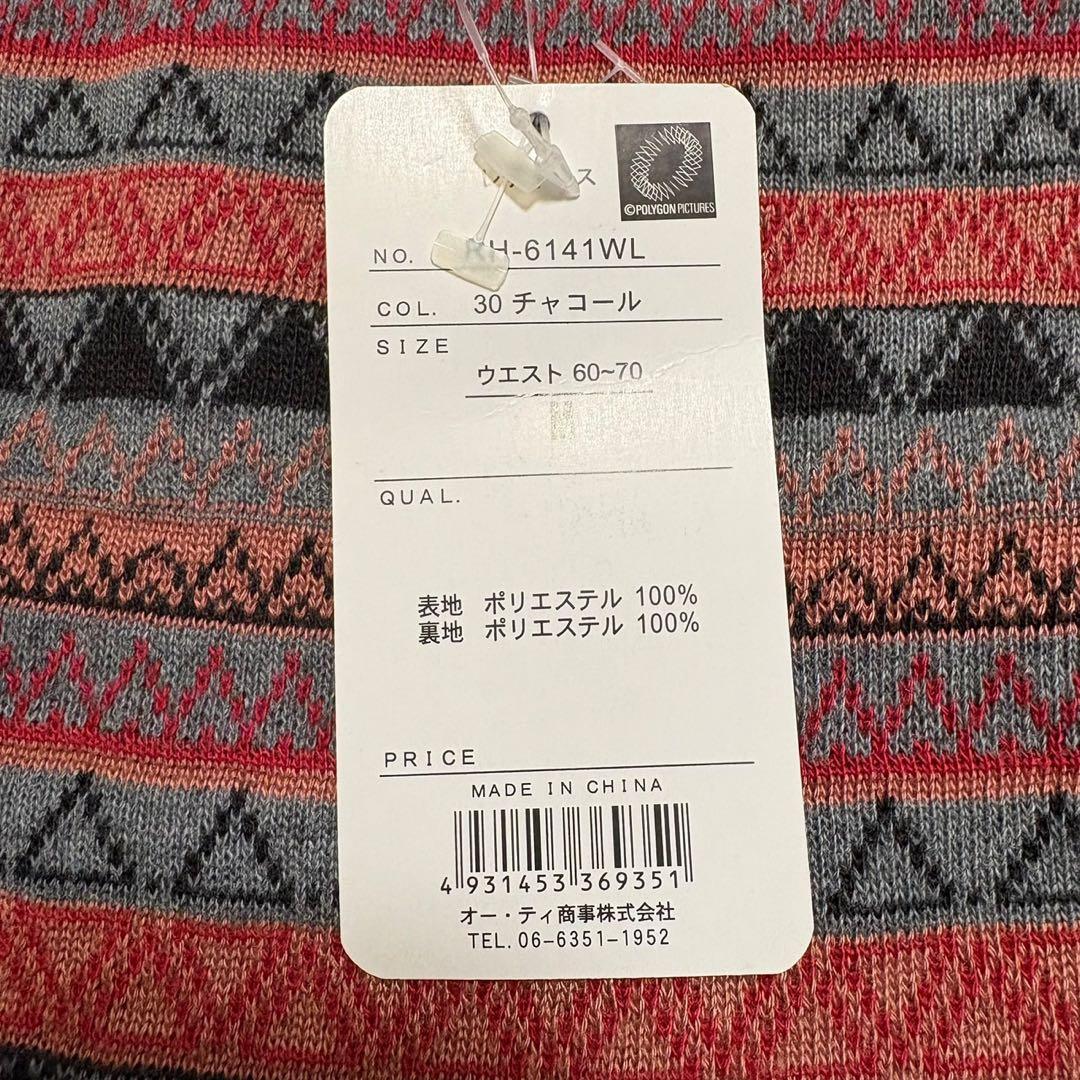 ©POLYGON PICTURES
NO. H-6141WL
COL. 30 チャコール
SIZE
ウエスト 60~70
M
QUAL.
表地 ポリエステル 100%
裏地 ポリエステル 100%
PRICE
MADE IN CHINA
4 931453 369351
オー・ティ商事株式会社
TEL. 06-6351-1952